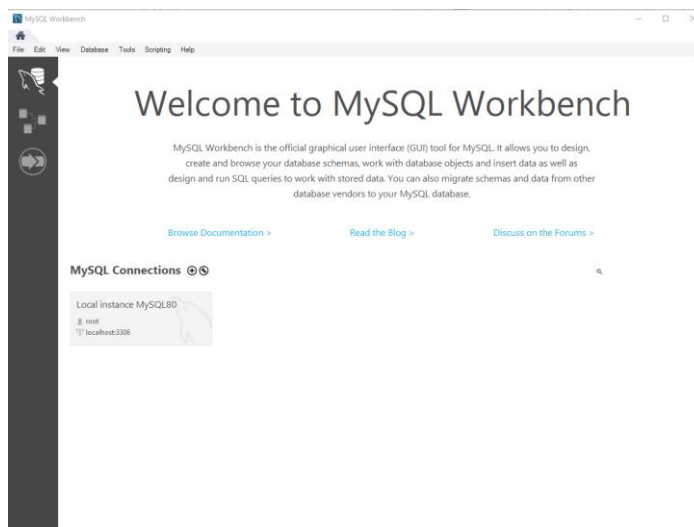 MySQL Workbench
File Edit View Database Tools Scripting Help
Welcome to MySQL Workbench
MySQL Workbench is the official graphical user interface (GUI) tool for MySQL. It allows you to design,
create and browse your database schemas, work with database objects and insert data as well as
design and run SQL queries to work with stored data. You can also migrate schemas and data from other
database vendors to your MySQL database.
Browse Documentation > Read the Blog > Discuss on the Forums >
MySQL Connections
Local instance MySQL80
root
localhost:3306